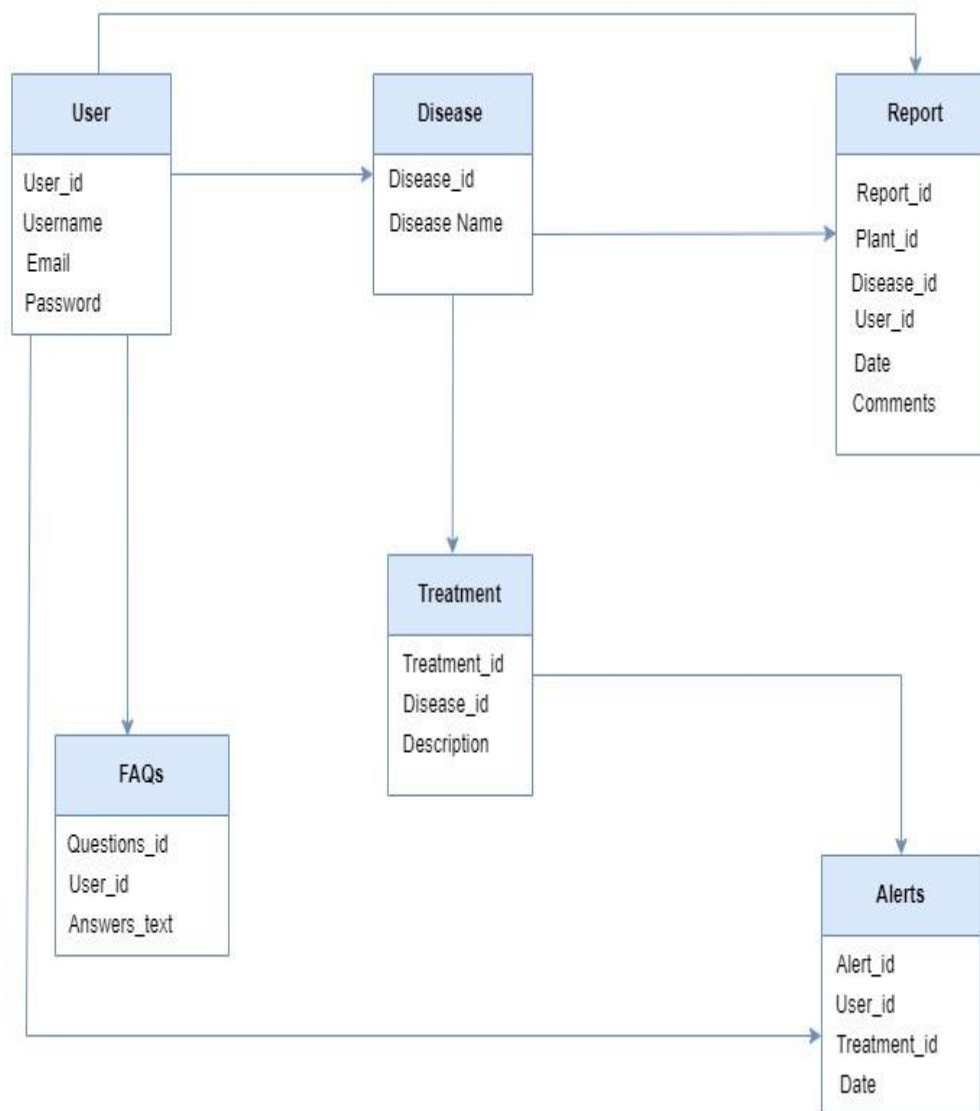 User
User_id
Username
Email
Password
Disease
Disease_id
Disease Name
Report
Report_id
Plant_id
Disease_id
User_id
Date
Comments
Treatment
Treatment_id
Disease_id
Description
FAQs
Questions_id
User_id
Answers_text
Alerts
Alert_id
User_id
Treatment_id
Date